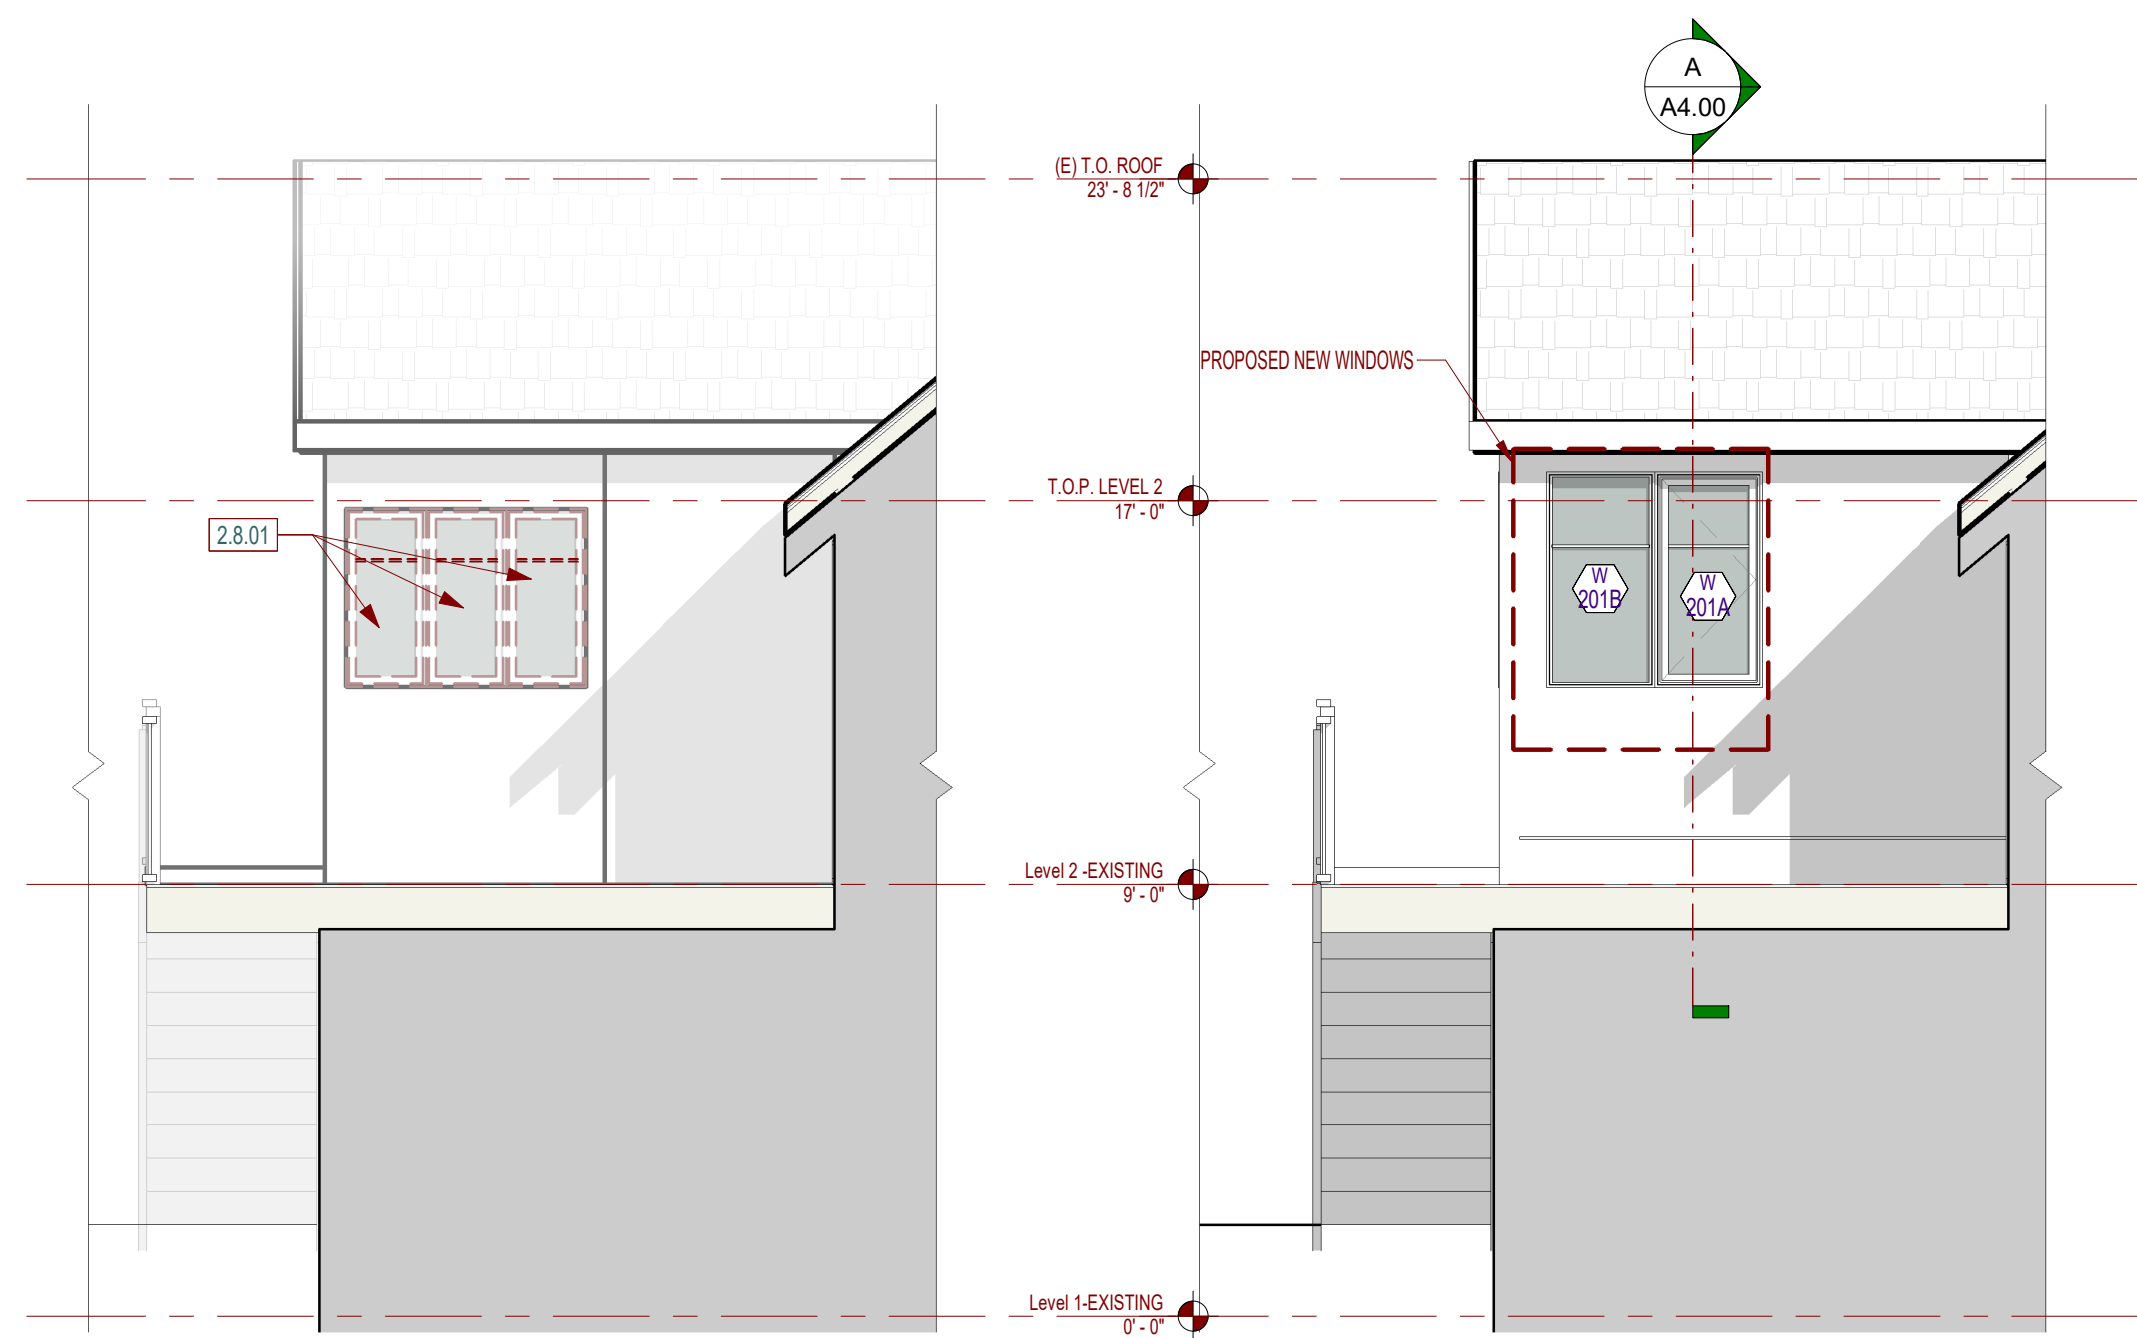 A
A4.00
(E) T.O. ROOF
23' - 8 1/2"
PROPOSED NEW WINDOWS
T.O.P. LEVEL 2
17' - 0"
2.8.01
W
201B
W
201A
Level 2 -EXISTING
9' - 0"
Level 1-EXISTING
0' - 0"